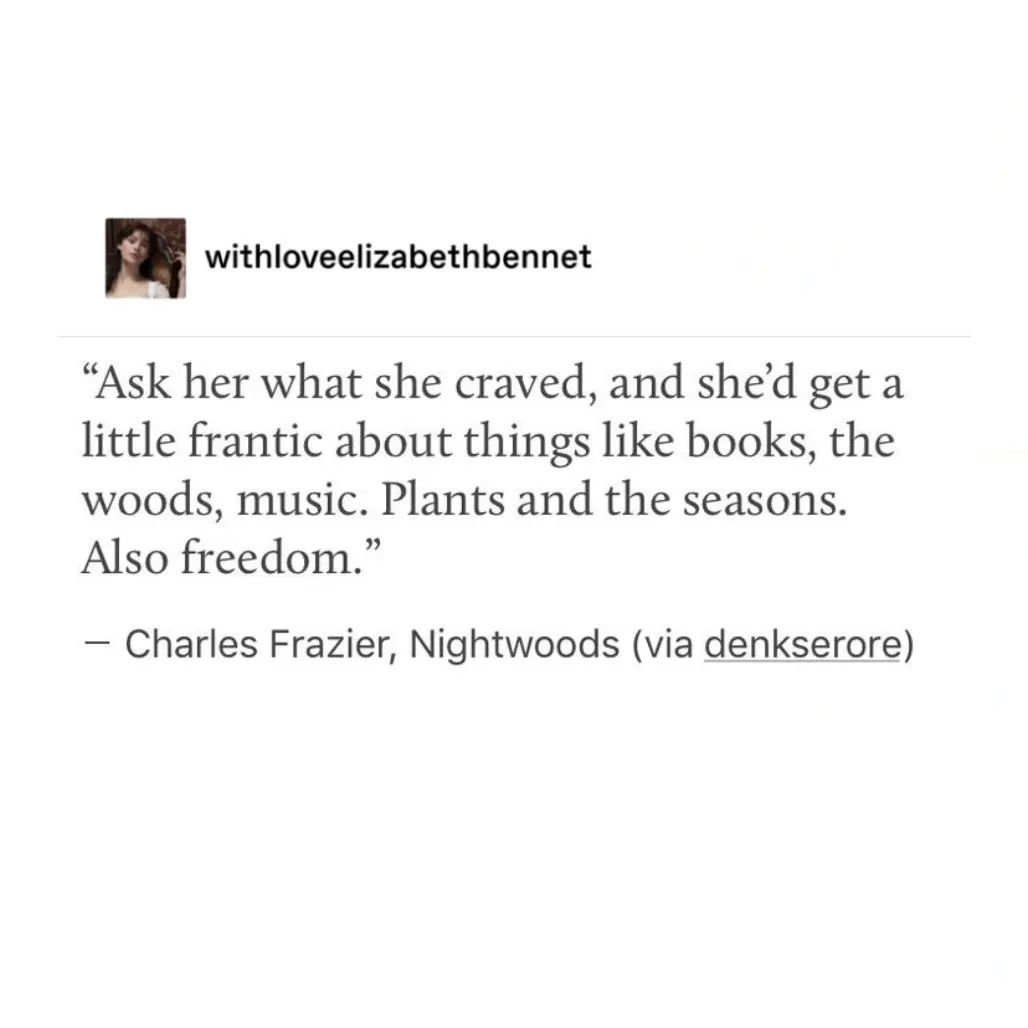 withloveelizabethbennet
“Ask her what she craved, and she’d get a
little frantic about things like books, the
woods, music. Plants and the seasons.
Also freedom.”
— Charles Frazier, Nightwoods (via denkserore)